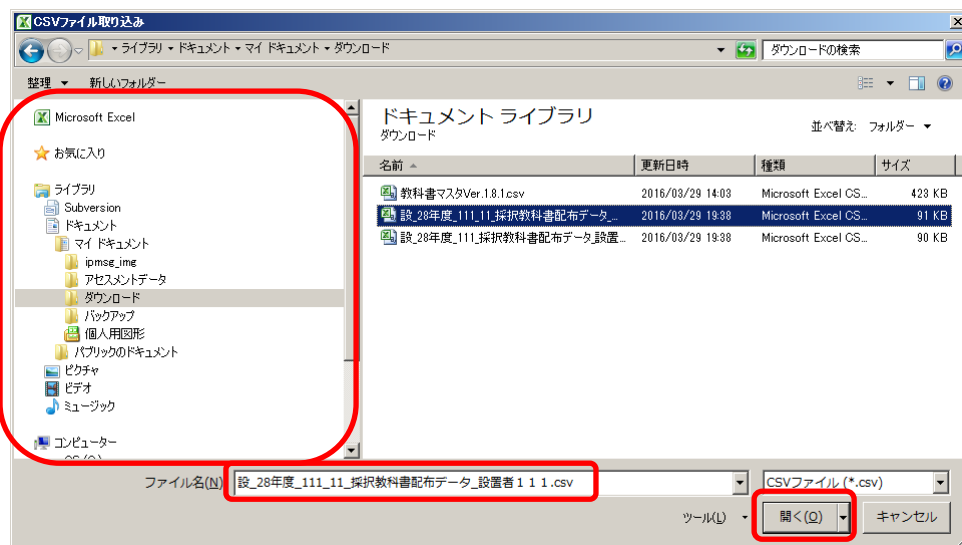 CSVファイル取り込み
ライブラリ ▾ ドキュメント ▾ マイ ドキュメント ▾ ダウンロード
ダウンロードの検索
整理 ▼ 新しいフォルダー
Microsoft Excel
お気に入り
ライブラリ
Subversion
ドキュメント
マイ ドキュメント
ipmsg_img
アセスメントデータ
ダウンロード
バックアップ
個人用図形
パブリックのドキュメント
ピクチャ
ビデオ
ミュージック
コンピューター
ドキュメント ライブラリ
ダウンロード
並べ替え: フォルダー ▼
名前 更新日時 種類 サイズ
教科書マスタVer.1.8.1.csv 2016/03/29 14:03 Microsoft Excel CS... 423 KB
設_28年度_111_11_採択教科書配布データ_... 2016/03/29 19:38 Microsoft Excel CS... 91 KB
設_28年度_111_採択教科書配布データ_設置... 2016/03/29 19:38 Microsoft Excel CS... 90 KB
ファイル名(N) 設_28年度_111_11_採択教科書配布データ_設置者１１１.csv CSVファイル (*.csv)
ツール(L) 開く(O) キャンセル